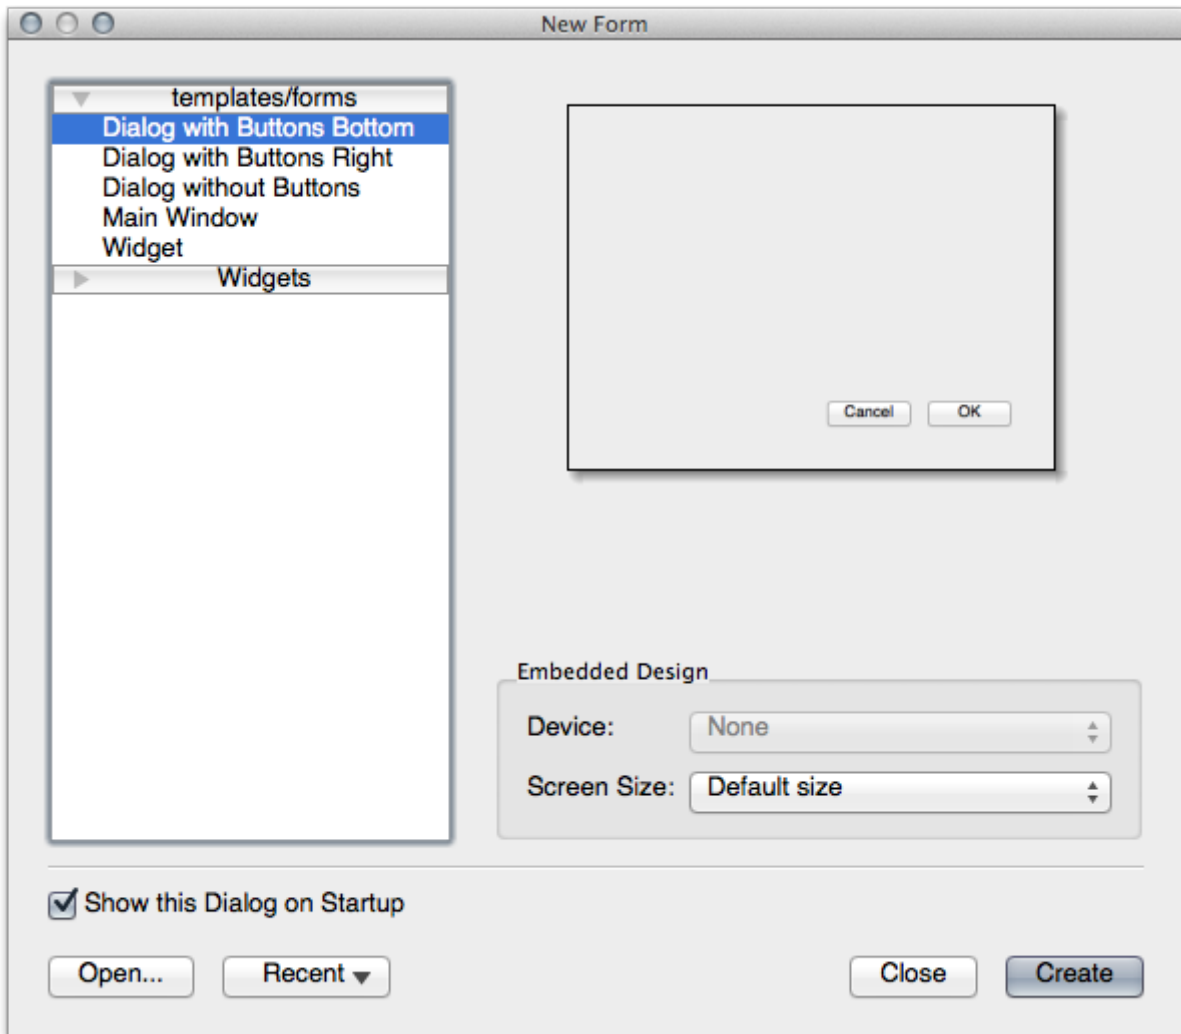 New Form
templates/forms
Dialog with Buttons Bottom
Dialog with Buttons Right
Dialog without Buttons
Main Window
Widget
Widgets
Cancel
OK
Embedded Design
Device: None
Screen Size: Default size
Show this Dialog on Startup
Open...
Recent
Close
Create